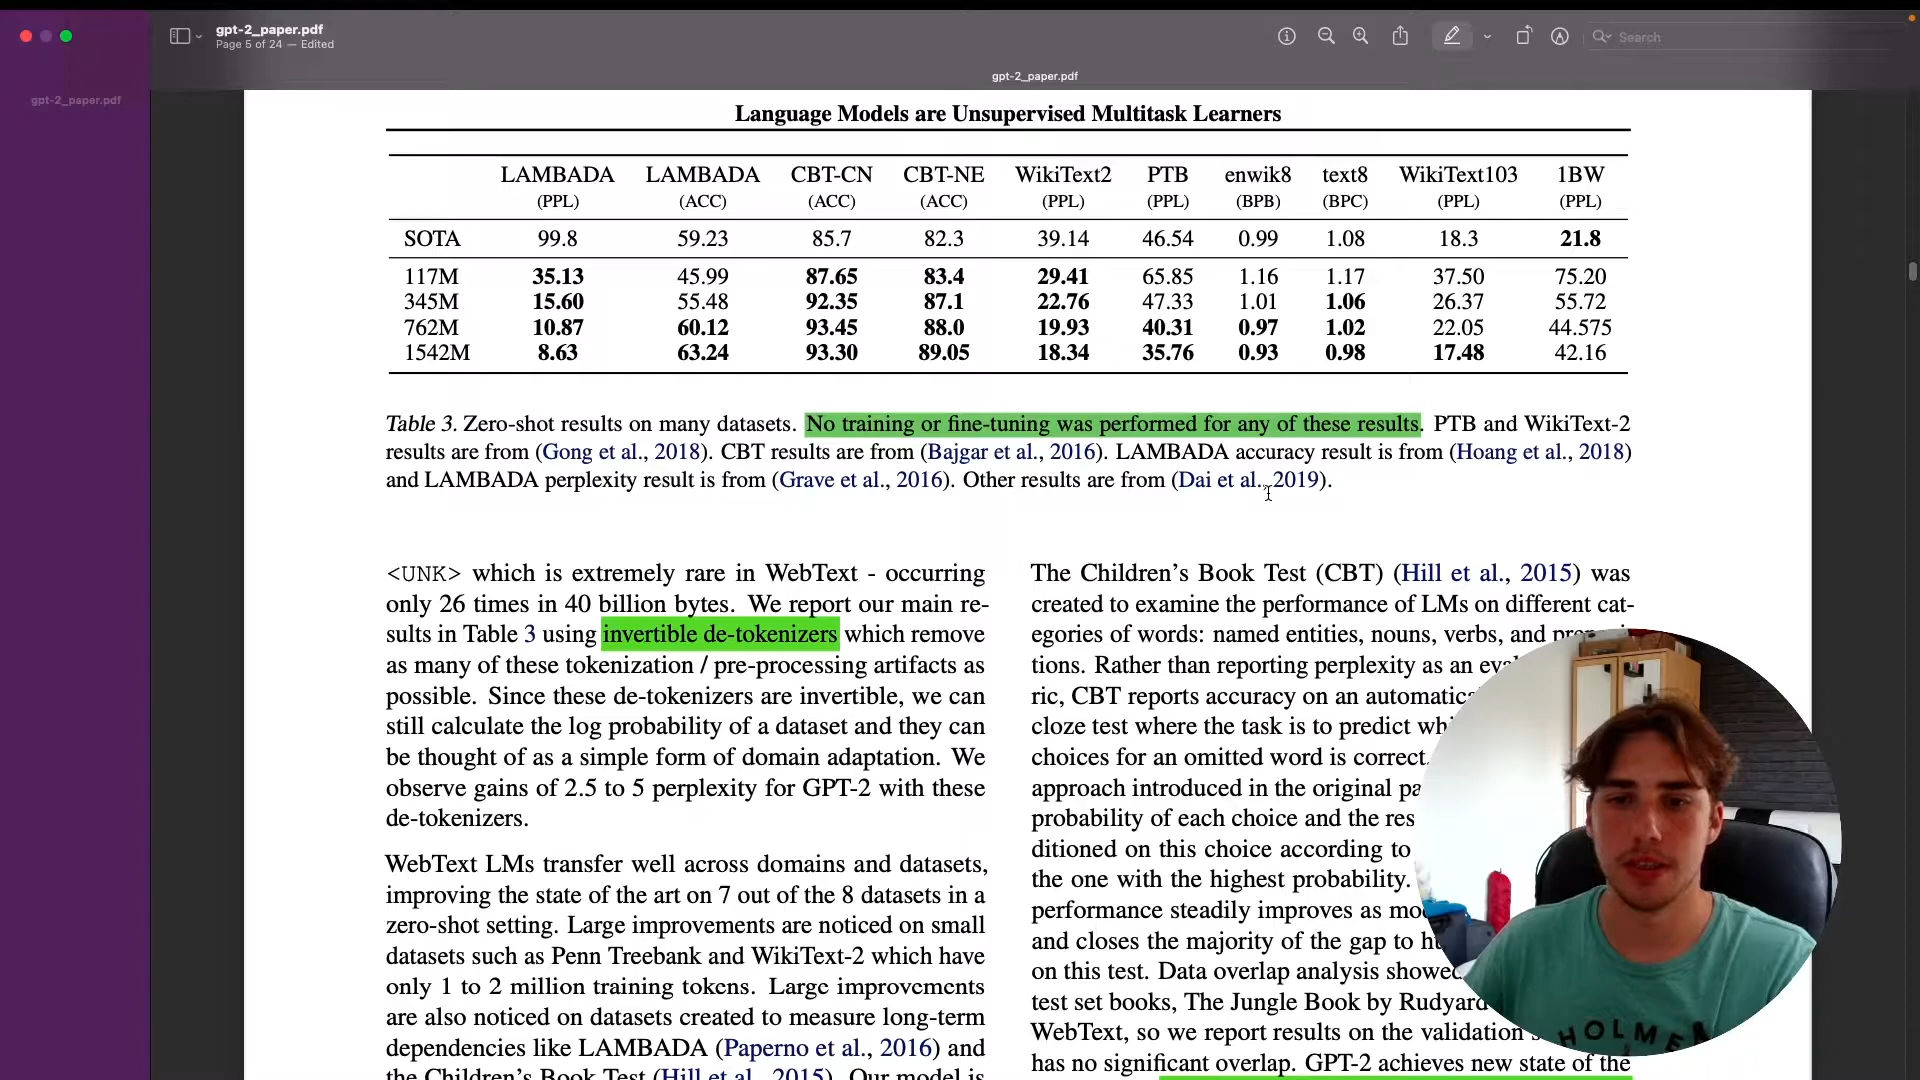 gpt-2_paper.pdf
Page 5 of 24 — Edited
Search
gpt-2_paper.pdf
gpt-2_paper.pdf
Language Models are Unsupervised Multitask Learners
LAMBADA LAMBADA CBT-CN CBT-NE WikiText2 PTB enwik8 text8 WikiText103 1BW
(PPL) (ACC) (ACC) (ACC) (PPL) (PPL) (BPB) (BPC) (PPL) (PPL)
SOTA 99.8 59.23 85.7 82.3 39.14 46.54 0.99 1.08 18.3 21.8
117M 35.13 45.99 87.65 83.4 29.41 65.85 1.16 1.17 37.50 75.20
345M 15.60 55.48 92.35 87.1 22.76 47.33 1.01 1.06 26.37 55.72
762M 10.87 60.12 93.45 88.0 19.93 40.31 0.97 1.02 22.05 44.575
1542M 8.63 63.24 93.30 89.05 18.34 35.76 0.93 0.98 17.48 42.16
Table 3. Zero-shot results on many datasets. No training or fine-tuning was performed for any of these results. PTB and WikiText-2
results are from (Gong et al., 2018). CBT results are from (Bajgar et al., 2016). LAMBADA accuracy result is from (Hoang et al., 2018)
and LAMBADA perplexity result is from (Grave et al., 2016). Other results are from (Dai et al., 2019).
<UNK> which is extremely rare in WebText - occurring
only 26 times in 40 billion bytes. We report our main re-
sults in Table 3 using invertible de-tokenizers which remove
as many of these tokenization / pre-processing artifacts as
possible. Since these de-tokenizers are invertible, we can
still calculate the log probability of a dataset and they can
be thought of as a simple form of domain adaptation. We
observe gains of 2.5 to 5 perplexity for GPT-2 with these
de-tokenizers.
WebText LMs transfer well across domains and datasets,
improving the state of the art on 7 out of the 8 datasets in a
zero-shot setting. Large improvements are noticed on small
datasets such as Penn Treebank and WikiText-2 which have
only 1 to 2 million training tokens. Large improvements
are also noticed on datasets created to measure long-term
dependencies like LAMBADA (Paperno et al., 2016) and
the Children's Book Test (Hill et al., 2015). Our model is
The Children's Book Test (CBT) (Hill et al., 2015) was
created to examine the performance of LMs on different cat-
egories of words: named entities, nouns, verbs, and
tions. Rather than reporting perplexity as an
ric, CBT reports accuracy on an
cloze test where the task is to predict
choices for an omitted word is correct.
approach introduced in the original
probability of each choice and the
ditioned on this choice according to
the one with the highest probability.
performance steadily improves as
and closes the majority of the gap to
on this test. Data overlap analysis showed
test set books, The Jungle Book by Rudyard
WebText, so we report results on the validation
has no significant overlap. GPT-2 achieves new state of the
HOLME